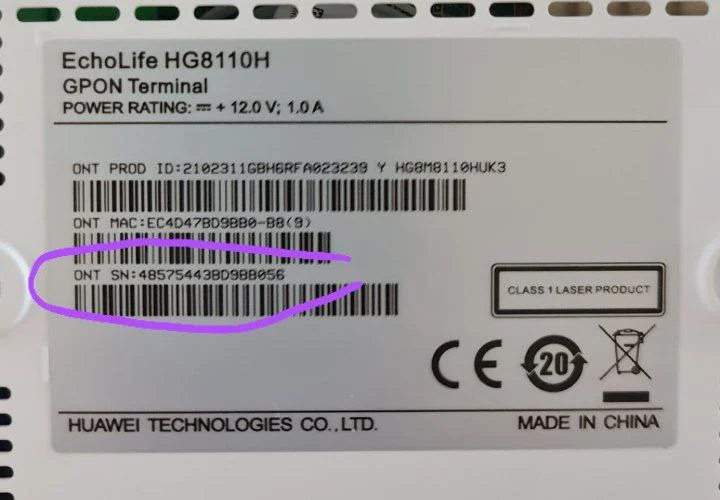 EchoLife HG8110H
GPON Terminal
POWER RATING: ⎓ + 12.0 V; 1.0 A
ONT PROD ID:2102311GBH6RFA023239 Y HG8M8110HUK3
ONT MAC:EC4D47BD9BB0-B8(9)
ONT SN:48575443BD9BB056
CLASS 1 LASER PRODUCT
CE
20
HUAWEI TECHNOLOGIES CO.,LTD.
MADE IN CHINA